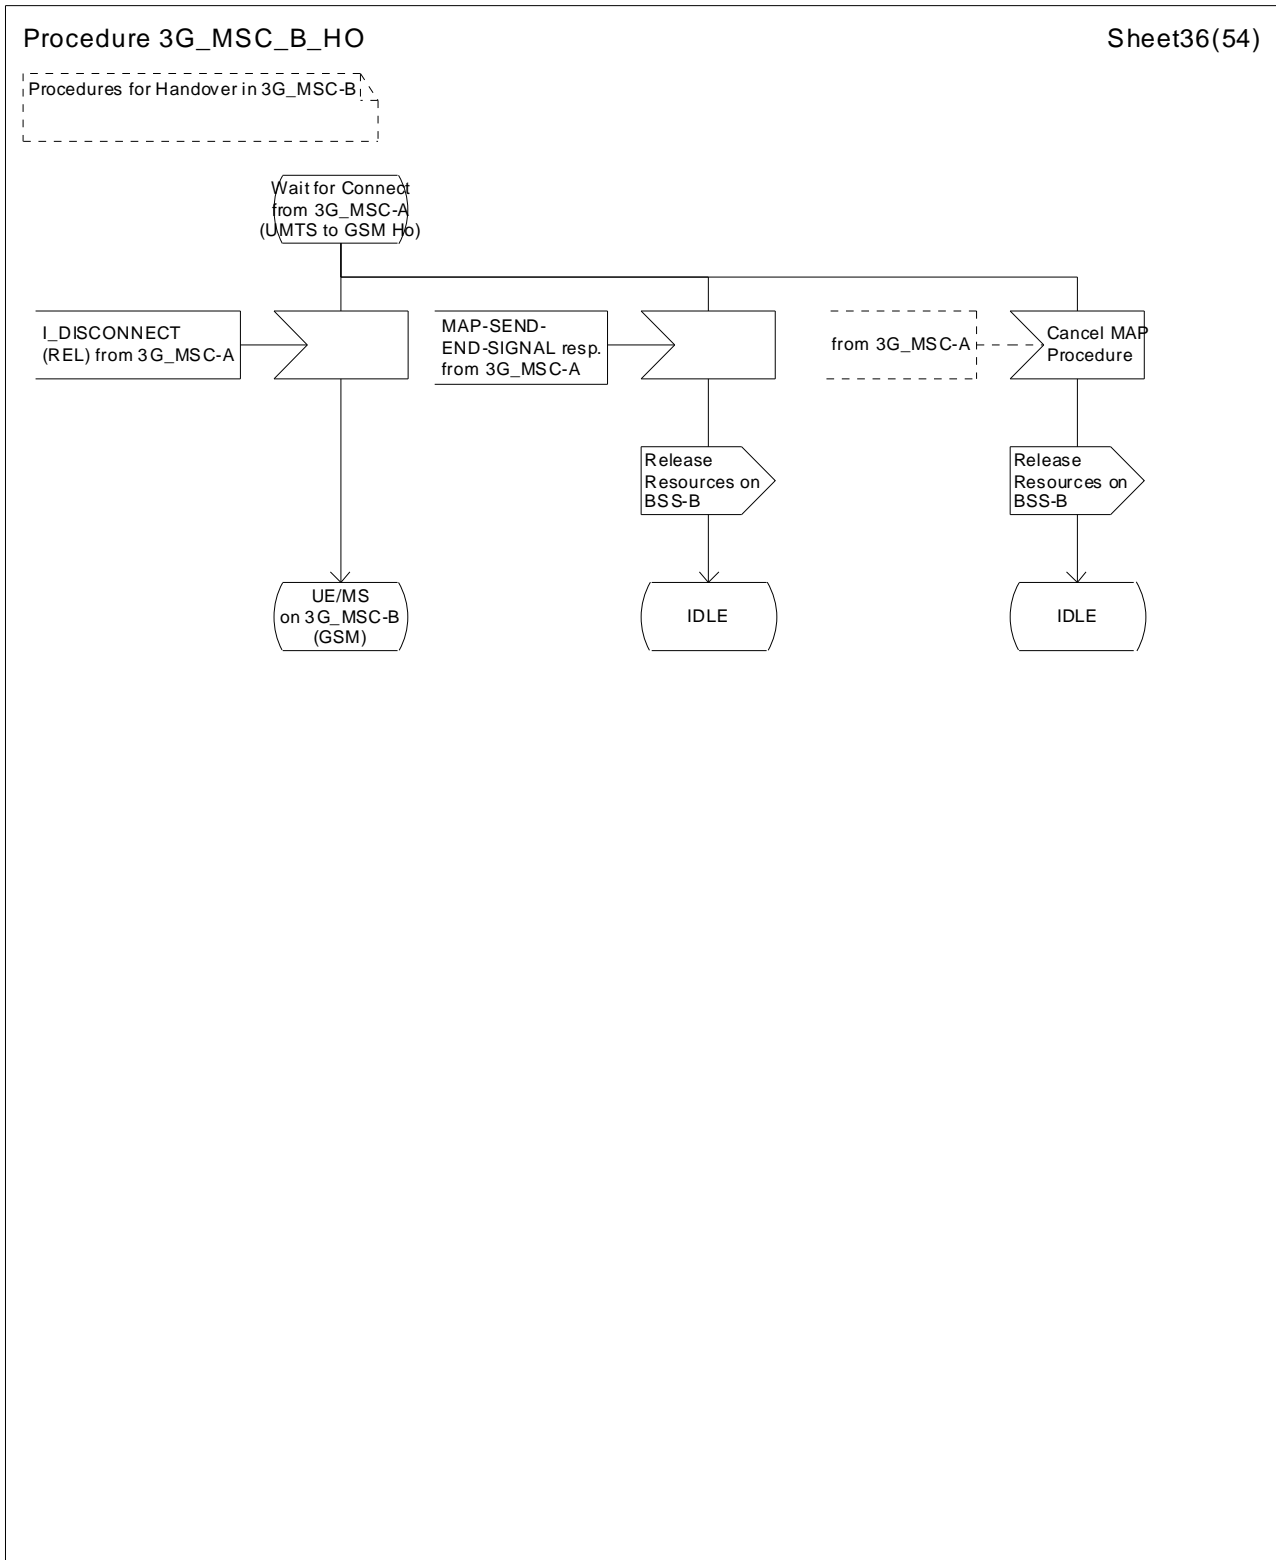 Procedure 3G_MSC_B_HO
Sheet36(54)
Procedures for Handover in 3G_MSC-B
Wait for Connect
from 3G_MSC-A
(UMTS to GSM Ho)
I_DISCONNECT
(REL) from 3G_MSC-A
MAP-SEND-
END-SIGNAL resp.
from 3G_MSC-A
from 3G_MSC-A
Cancel MAP
Procedure
Release
Resources on
BSS-B
Release
Resources on
BSS-B
UE/MS
on 3G_MSC-B
(GSM)
IDLE
IDLE